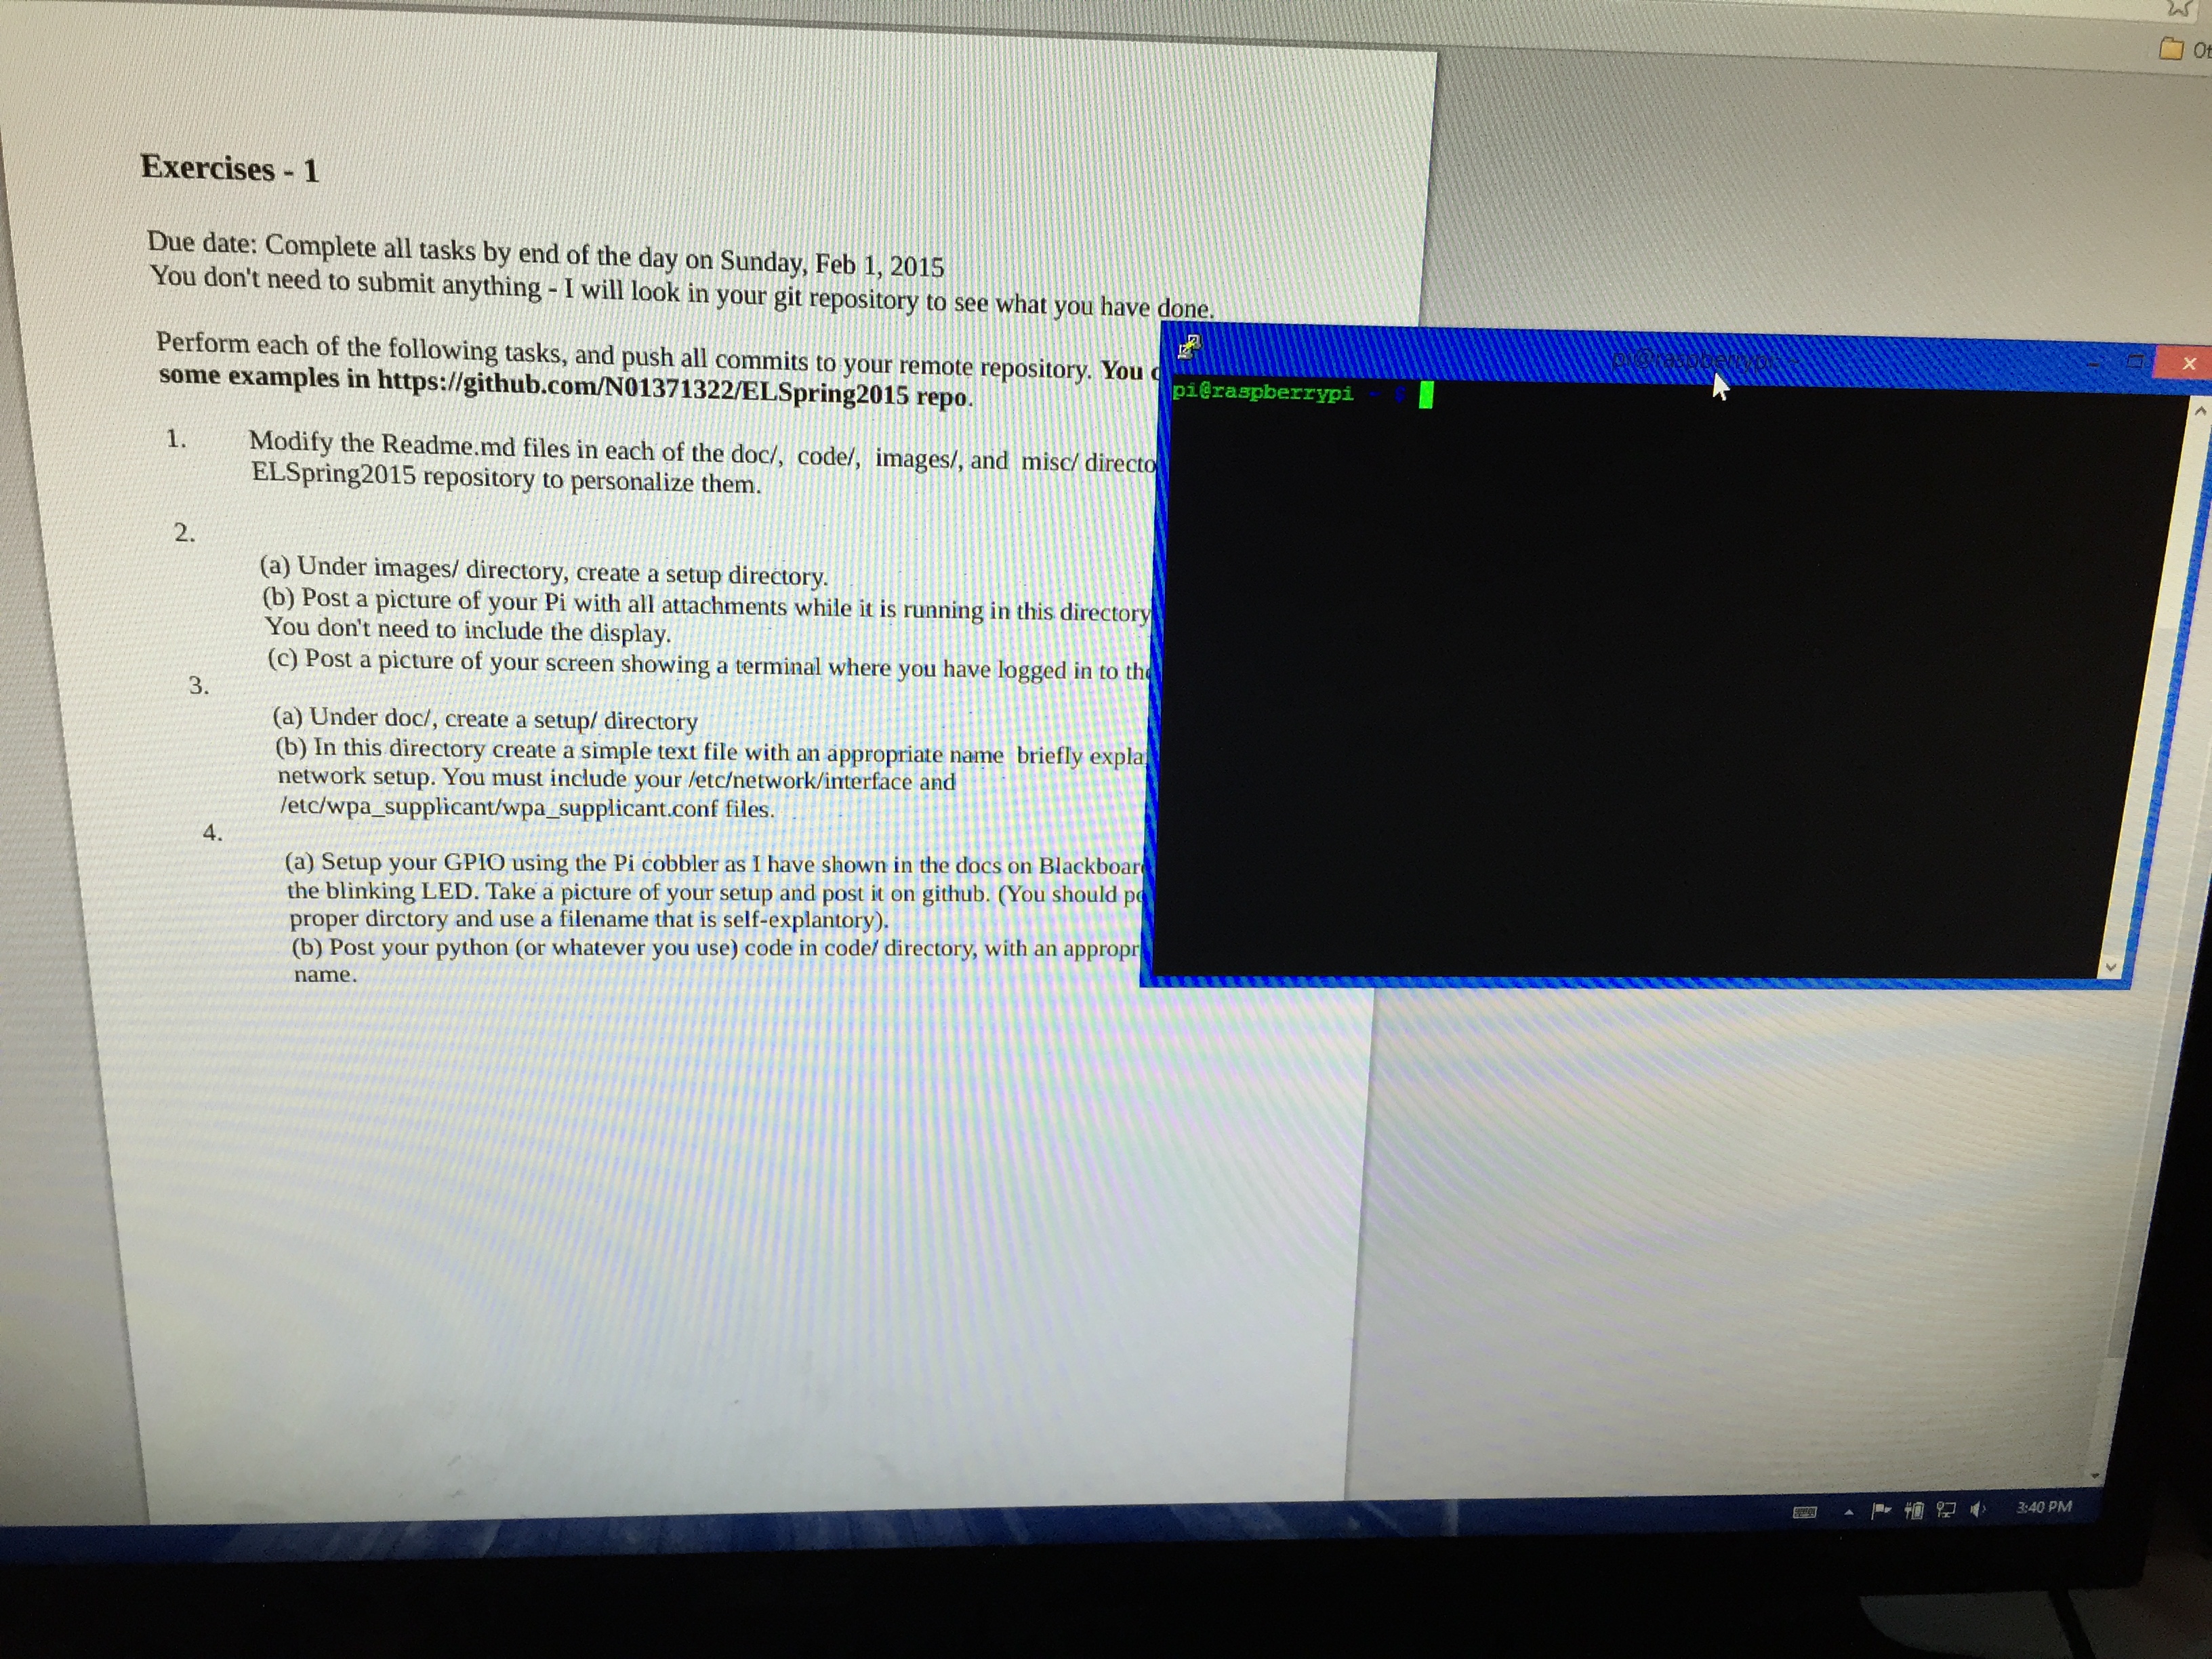 Ot
Exercises - 1
Due date: Complete all tasks by end of the day on Sunday, Feb 1, 2015
You don't need to submit anything - I will look in your git repository to see what you have done.
Perform each of the following tasks, and push all commits to your remote repository. You c
some examples in https://github.com/N01371322/ELSpring2015 repo.
1. Modify the Readme.md files in each of the doc/, code/, images/, and misc/ directo
ELSpring2015 repository to personalize them.
2.
(a) Under images/ directory, create a setup directory.
(b) Post a picture of your Pi with all attachments while it is running in this directory
You don't need to include the display.
(c) Post a picture of your screen showing a terminal where you have logged in to the
3.
(a) Under doc/, create a setup/ directory
(b) In this directory create a simple text file with an appropriate name briefly expla
network setup. You must include your /etc/network/interface and
/etc/wpa_supplicant/wpa_supplicant.conf files.
4.
(a) Setup your GPIO using the Pi cobbler as I have shown in the docs on Blackboar
the blinking LED. Take a picture of your setup and post it on github. (You should po
proper dirctory and use a filename that is self-explantory).
(b) Post your python (or whatever you use) code in code/ directory, with an appropr
name.
pi@raspberrypi: ~
pi@raspberrypi ~ $
3:40 PM